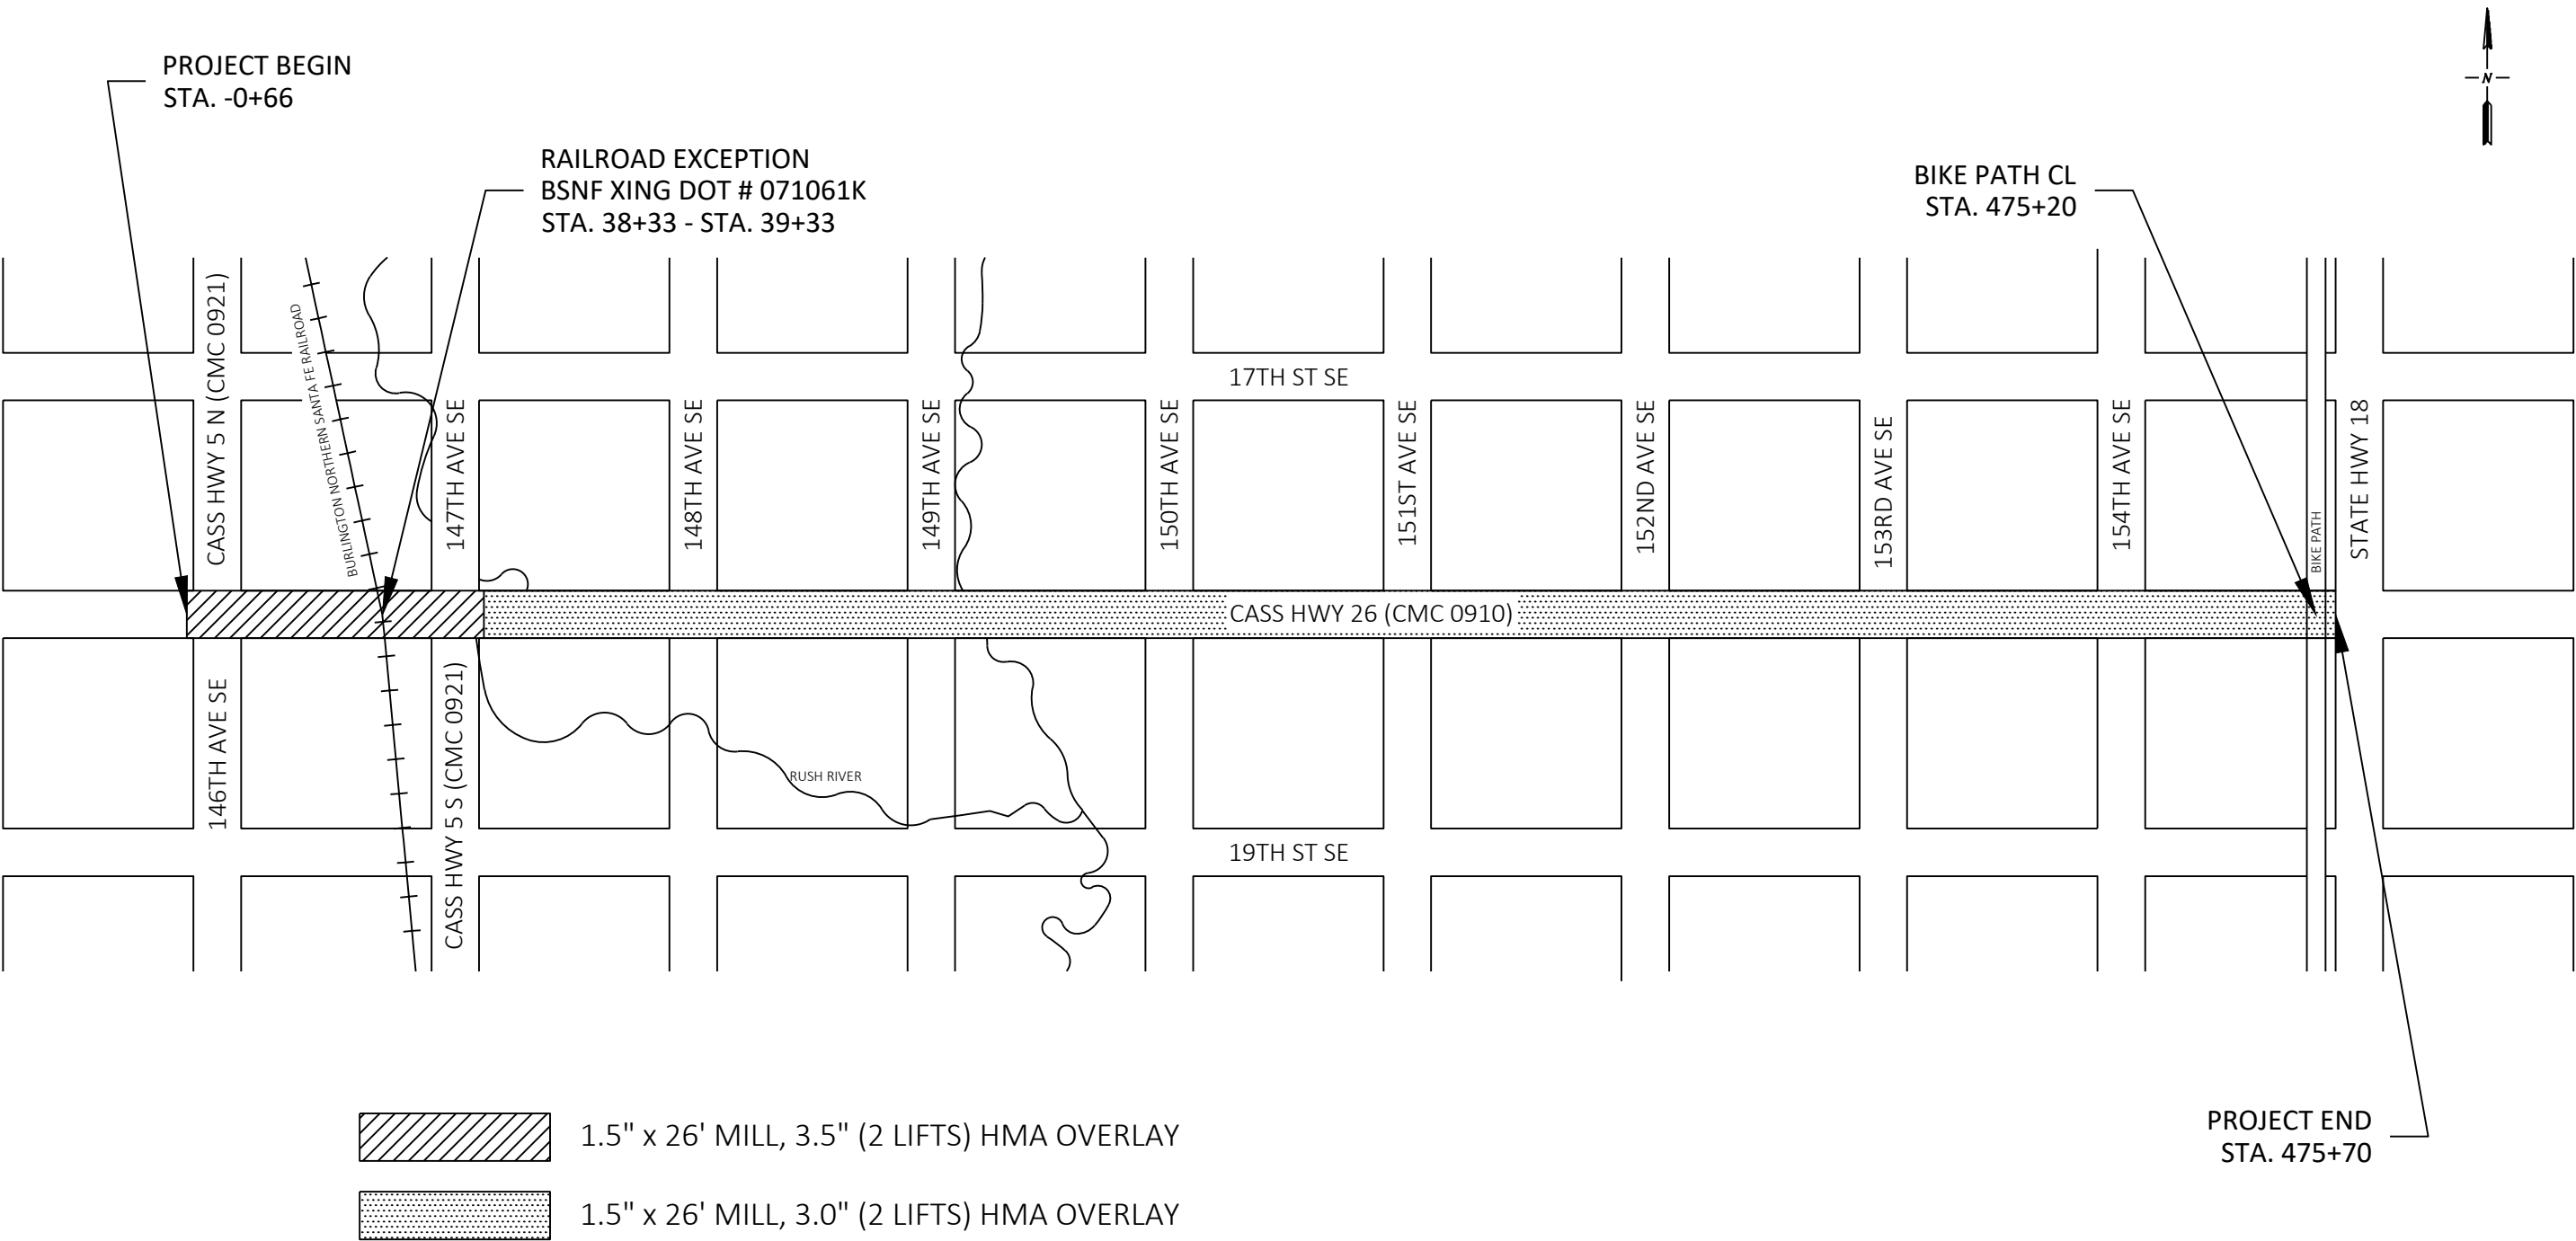 PROJECT BEGIN
STA. -0+66
N
RAILROAD EXCEPTION
BSNF XING DOT # 071061K
STA. 38+33 - STA. 39+33
BIKE PATH CL
STA. 475+20
CASS HWY 5 N (CMC 0921)
BURLINGTON NORTHERN SANTA FE RAILROAD
17TH ST SE
147TH AVE SE
148TH AVE SE
149TH AVE SE
150TH AVE SE
151ST AVE SE
152ND AVE SE
153RD AVE SE
154TH AVE SE
BIKE PATH
STATE HWY 18
CASS HWY 26 (CMC 0910)
146TH AVE SE
CASS HWY 5 S (CMC 0921)
RUSH RIVER
19TH ST SE
1.5" x 26' MILL, 3.5" (2 LIFTS) HMA OVERLAY
1.5" x 26' MILL, 3.0" (2 LIFTS) HMA OVERLAY
PROJECT END
STA. 475+70